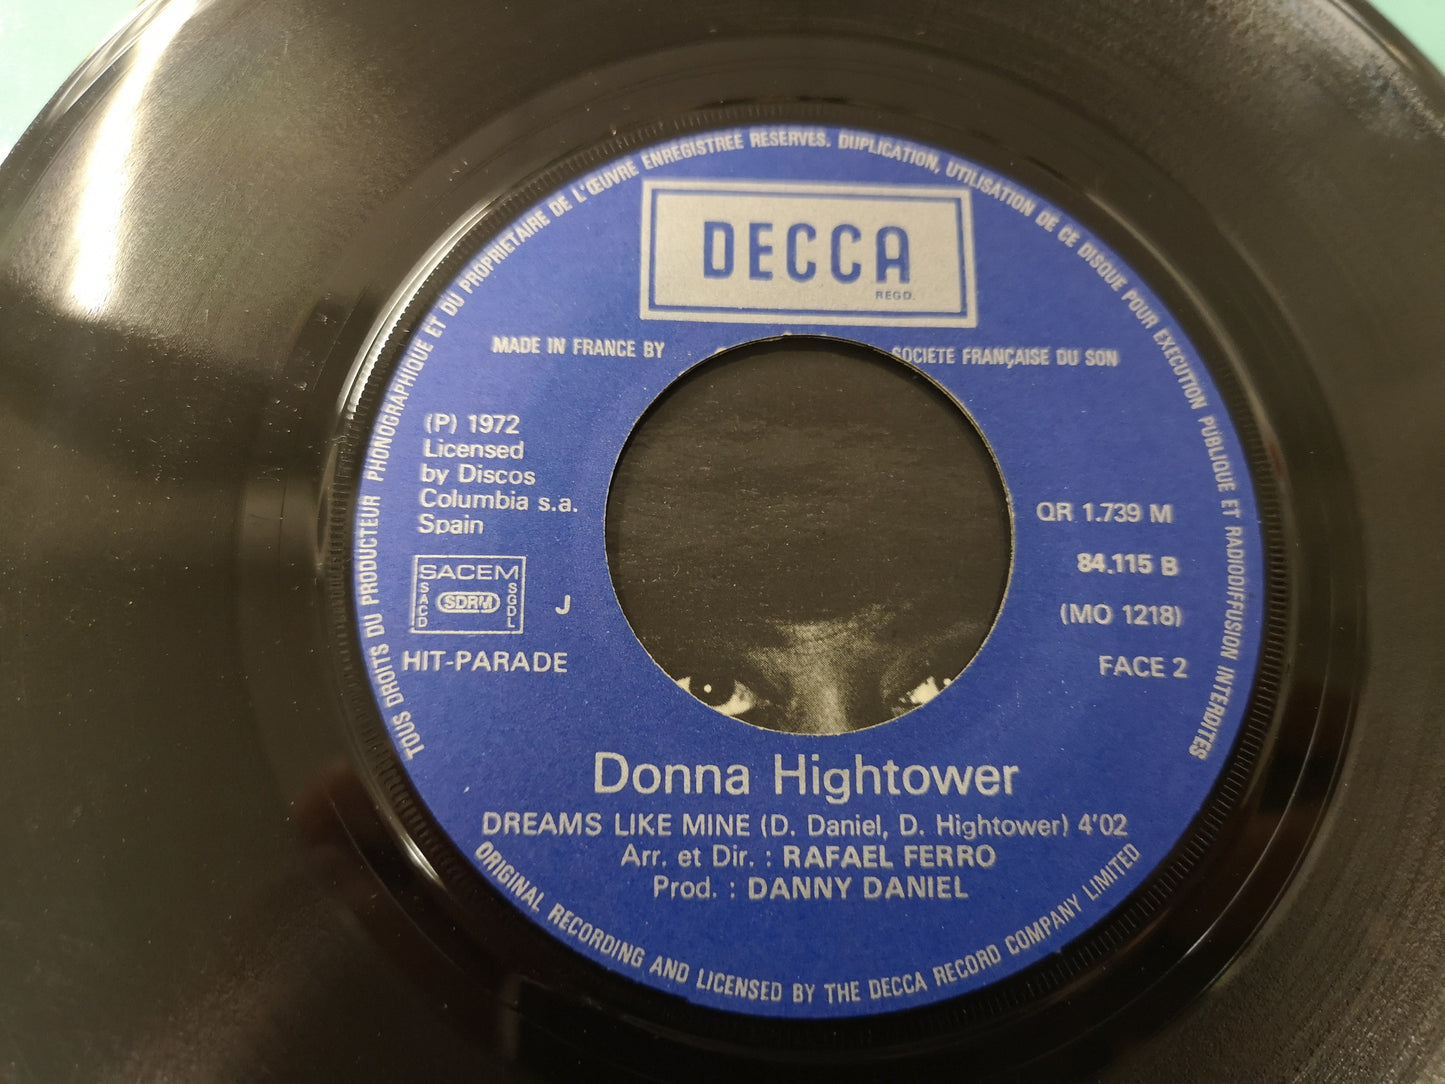 TOUS DROITS DU PRODUCTEUR PHONOGRAPHIQUE ET DU PROPRIETAIRE DE L'ŒUVRE ENREGISTREE RESERVES. DUPLICATION, UTILISATION DE CE DISQUE POUR EXECUTION PUBLIQUE ET RADIODIFFUSION INTERDITES
DECCA
REGD.
MADE IN FRANCE BY SOCIETE FRANÇAISE DU SON
(P) 1972
Licensed
by Discos
Columbia s.a.
Spain
SACEM
SACD
SDRM
SGDL
J
HIT-PARADE
QR 1.739 M
84.115 B
(MO 1218)
FACE 2
Donna Hightower
DREAMS LIKE MINE (D. Daniel, D. Hightower) 4'02
Arr. et Dir. : RAFAEL FERRO
Prod. : DANNY DANIEL
ORIGINAL RECORDING AND LICENSED BY THE DECCA RECORD COMPANY LIMITED